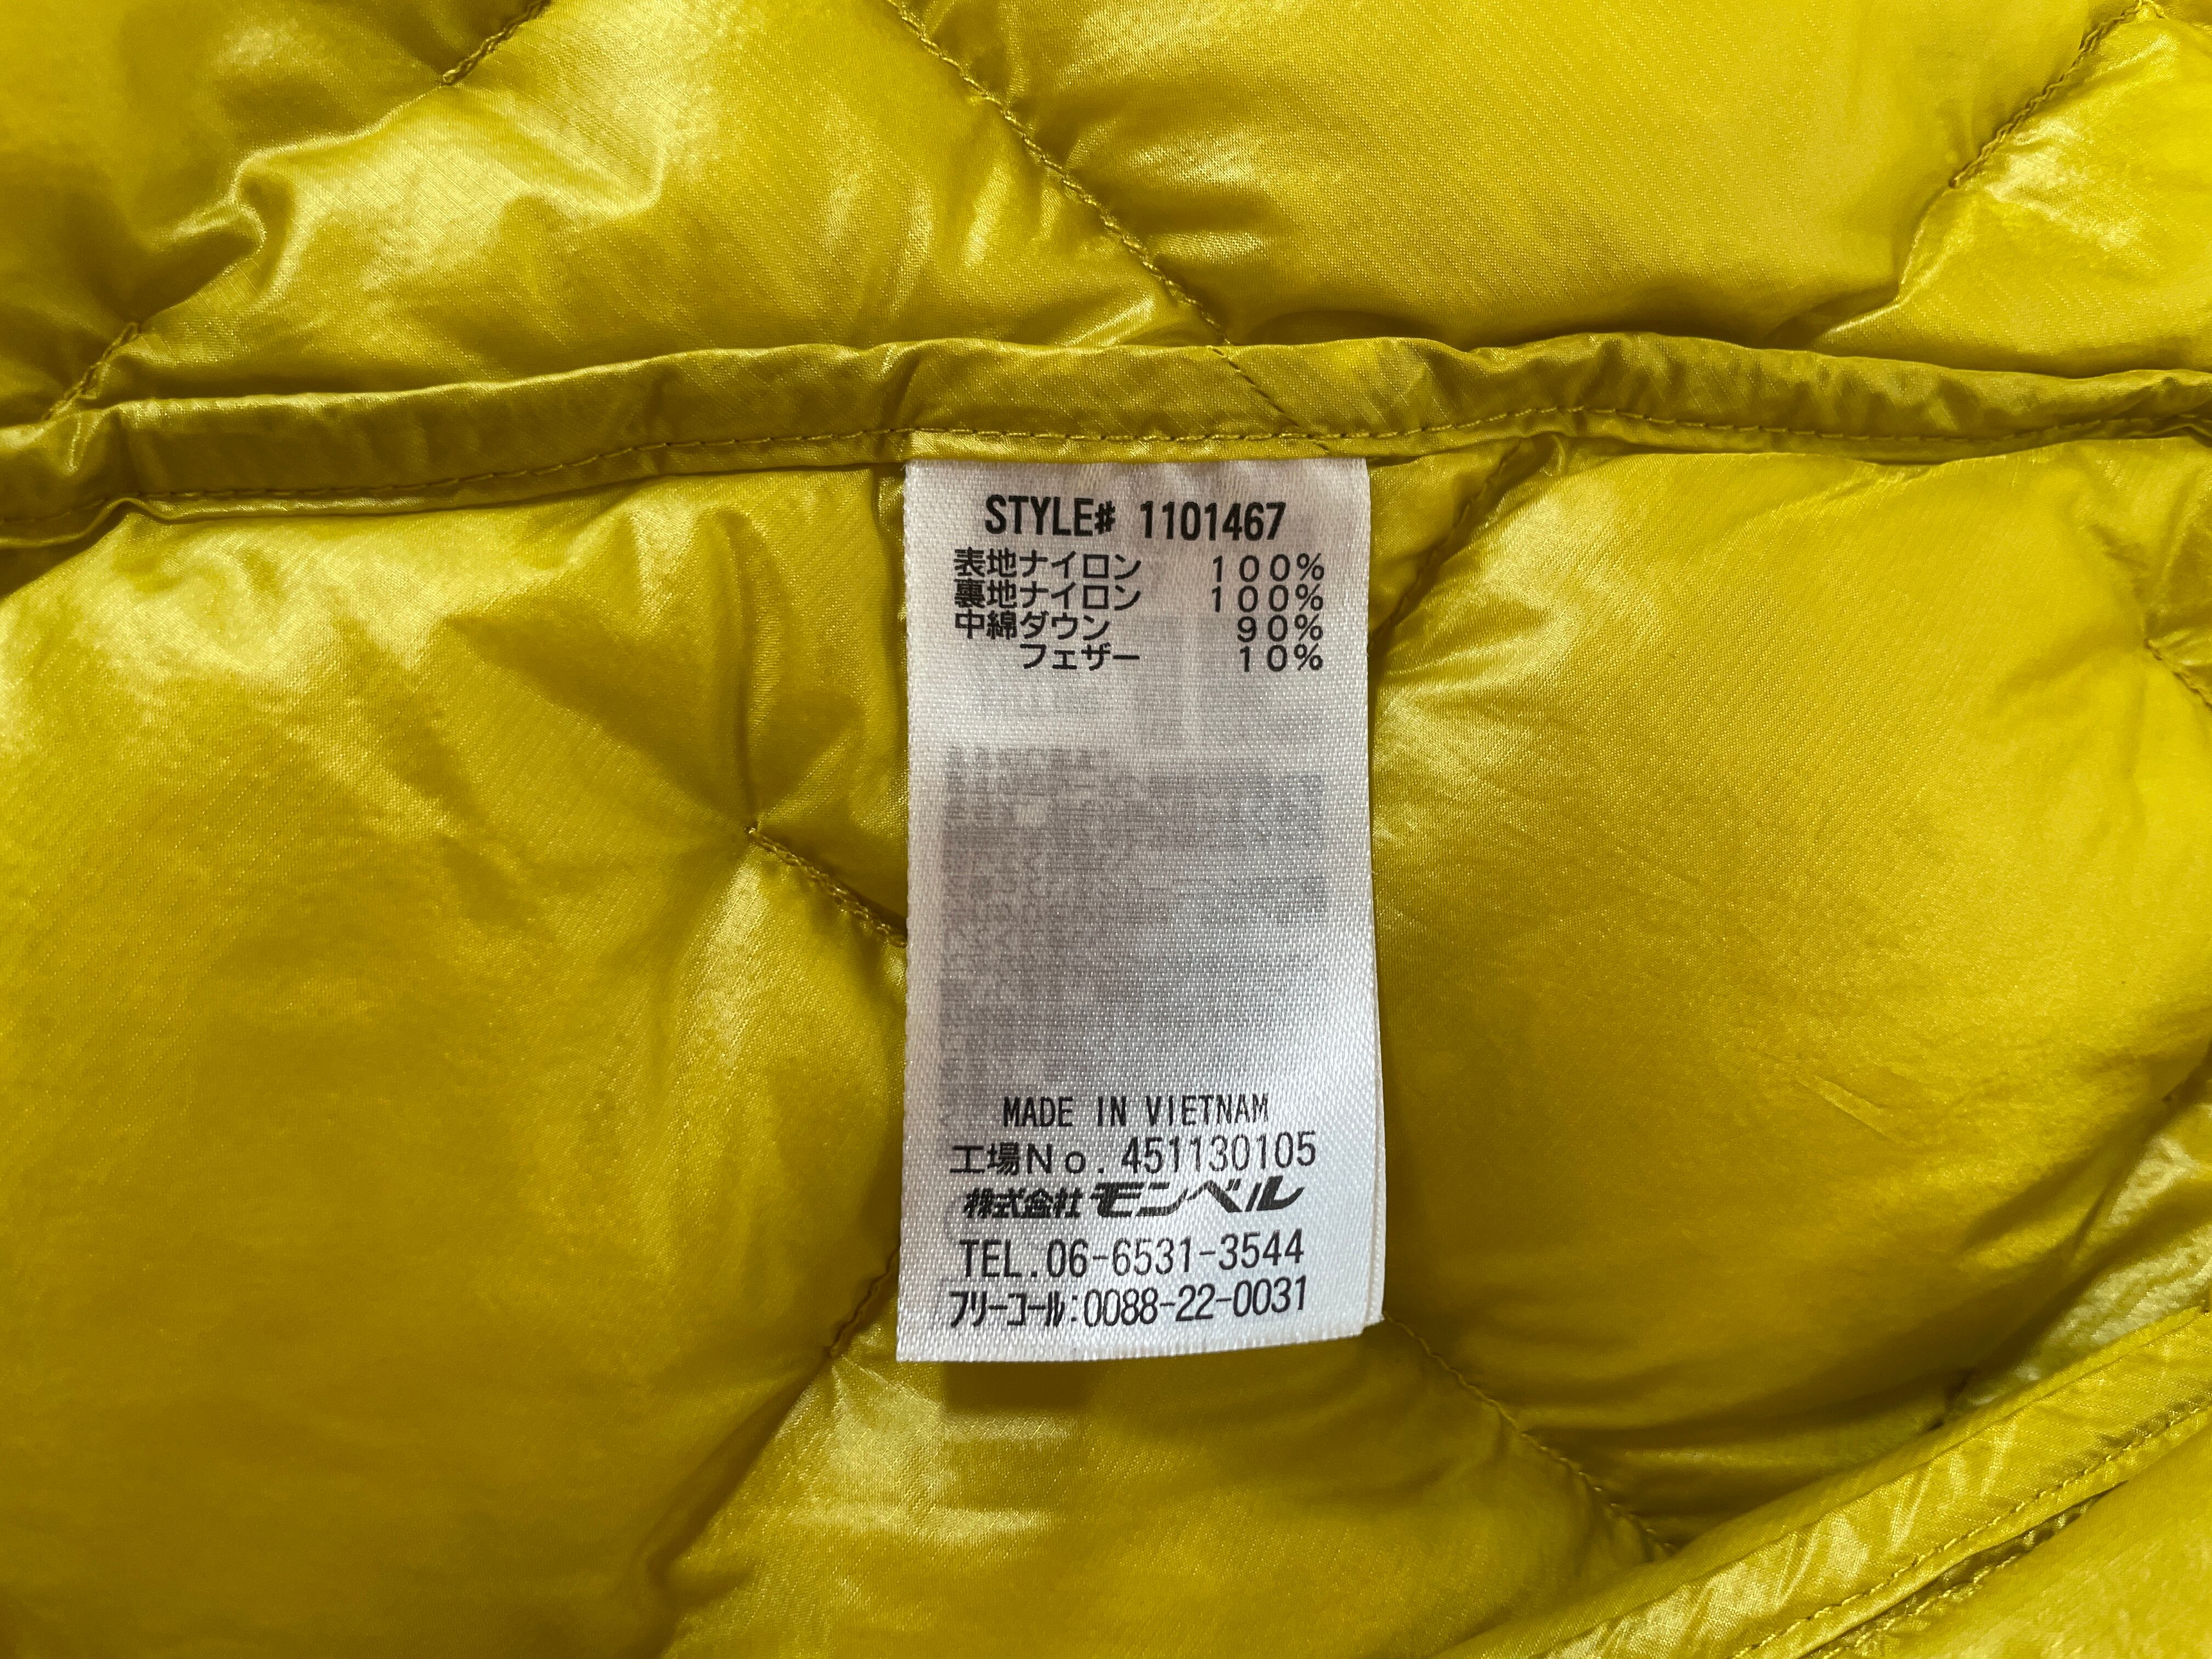 STYLE# 1101467
表地ナイロン 100%
裏地ナイロン 100%
中綿ダウン 90%
フェザー 10%
MADE IN VIETNAM
工場No. 451130105
株式会社モンベル
TEL.06-6531-3544
フリーコール:0088-22-0031